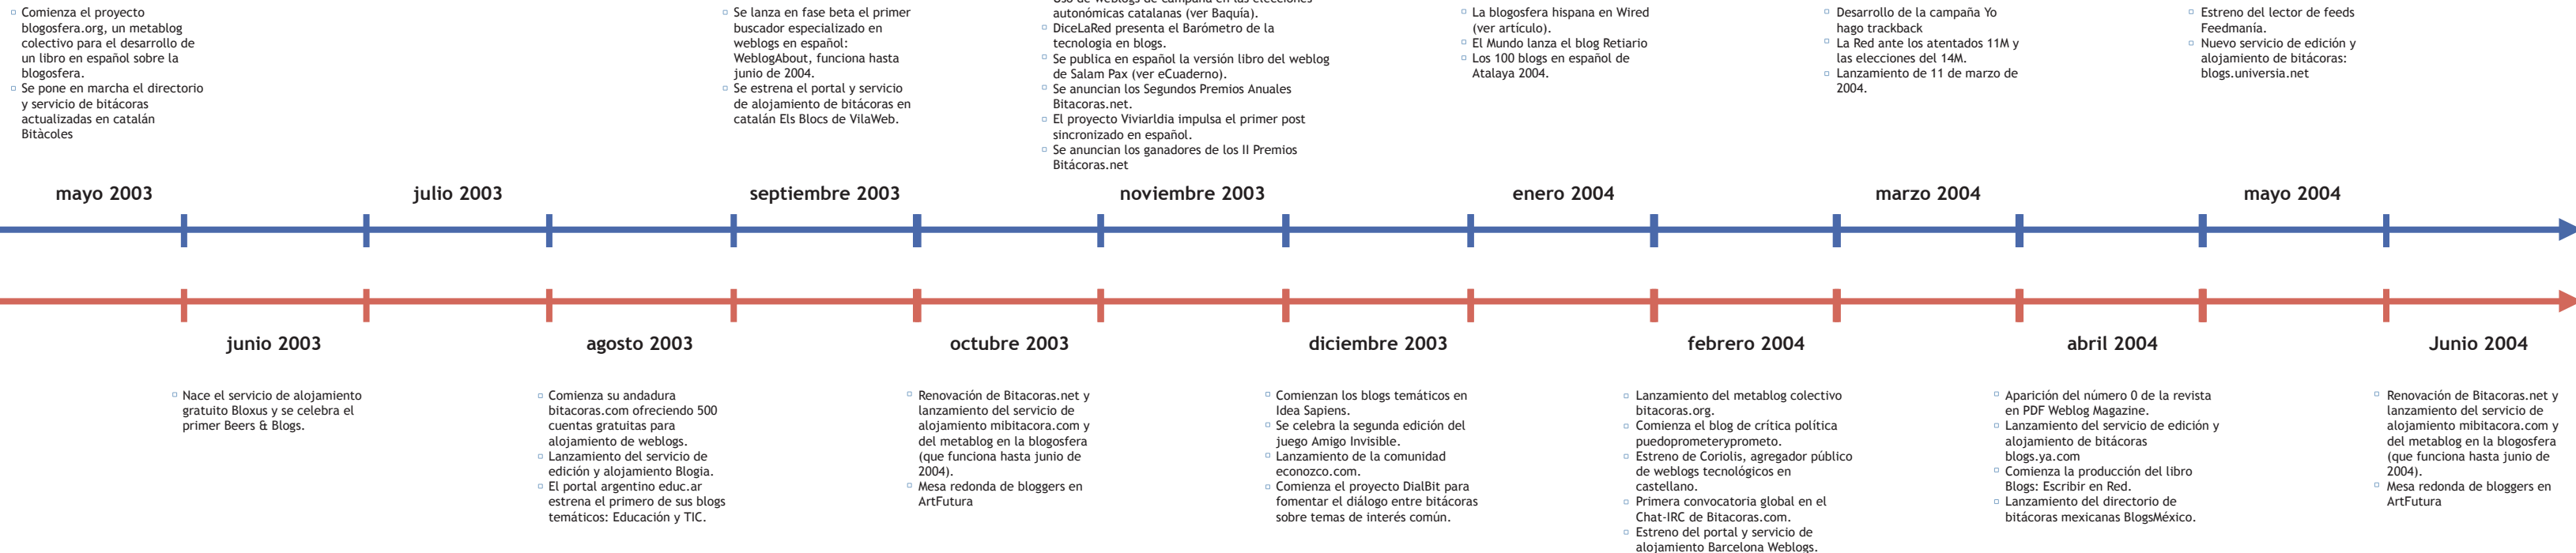 Comienza el proyecto
blogosfera.org, un metablog
colectivo para el desarrollo de
un libro en español sobre la
blogosfera.
Se pone en marcha el directorio
y servicio de bitácoras
actualizadas en catalán
Bitàcoles
Se lanza en fase beta el primer
buscador especializado en
weblogs en español:
WeblogAbout, funciona hasta
junio de 2004.
Se estrena el portal y servicio
de alojamiento de bitácoras en
catalán Els Blocs de VilaWeb.
Uso de weblogs de campaña en las elecciones
autonómicas catalanas (ver Baquía).
DiceLaRed presenta el Barómetro de la
tecnologia en blogs.
Se publica en español la versión libro del weblog
de Salam Pax (ver eCuaderno).
Se anuncian los Segundos Premios Anuales
Bitacoras.net.
El proyecto Viviarldia impulsa el primer post
sincronizado en español.
Se anuncian los ganadores de los II Premios
Bitácoras.net
La blogosfera hispana en Wired
(ver artículo).
El Mundo lanza el blog Retiario
Los 100 blogs en español de
Atalaya 2004.
Desarrollo de la campaña Yo
hago trackback
La Red ante los atentados 11M y
las elecciones del 14M.
Lanzamiento de 11 de marzo de
2004.
Estreno del lector de feeds
Feedmanía.
Nuevo servicio de edición y
alojamiento de bitácoras:
blogs.universia.net
mayo 2003
julio 2003
septiembre 2003
noviembre 2003
enero 2004
marzo 2004
mayo 2004
junio 2003
agosto 2003
octubre 2003
diciembre 2003
febrero 2004
abril 2004
Junio 2004
Nace el servicio de alojamiento
gratuito Bloxus y se celebra el
primer Beers & Blogs.
Comienza su andadura
bitacoras.com ofreciendo 500
cuentas gratuitas para
alojamiento de weblogs.
Lanzamiento del servicio de
edición y alojamiento Blogia.
El portal argentino educ.ar
estrena el primero de sus blogs
temáticos: Educación y TIC.
Renovación de Bitacoras.net y
lanzamiento del servicio de
alojamiento mibitacora.com y
del metablog en la blogosfera
(que funciona hasta junio de
2004).
Mesa redonda de bloggers en
ArtFutura
Comienzan los blogs temáticos en
Idea Sapiens.
Se celebra la segunda edición del
juego Amigo Invisible.
Lanzamiento de la comunidad
econozco.com.
Comienza el proyecto DialBit para
fomentar el diálogo entre bitácoras
sobre temas de interés común.
Lanzamiento del metablog colectivo
bitacoras.org.
Comienza el blog de crítica política
puedoprometeryprometo.
Estreno de Coriolis, agregador público
de weblogs tecnológicos en
castellano.
Primera convocatoria global en el
Chat-IRC de Bitacoras.com.
Estreno del portal y servicio de
alojamiento Barcelona Weblogs.
Aparición del número 0 de la revista
en PDF Weblog Magazine.
Lanzamiento del servicio de edición y
alojamiento de bitácoras
blogs.ya.com
Comienza la producción del libro
Blogs: Escribir en Red.
Lanzamiento del directorio de
bitácoras mexicanas BlogsMéxico.
Renovación de Bitacoras.net y
lanzamiento del servicio de
alojamiento mibitacora.com y
del metablog en la blogosfera
(que funciona hasta junio de
2004).
Mesa redonda de bloggers en
ArtFutura